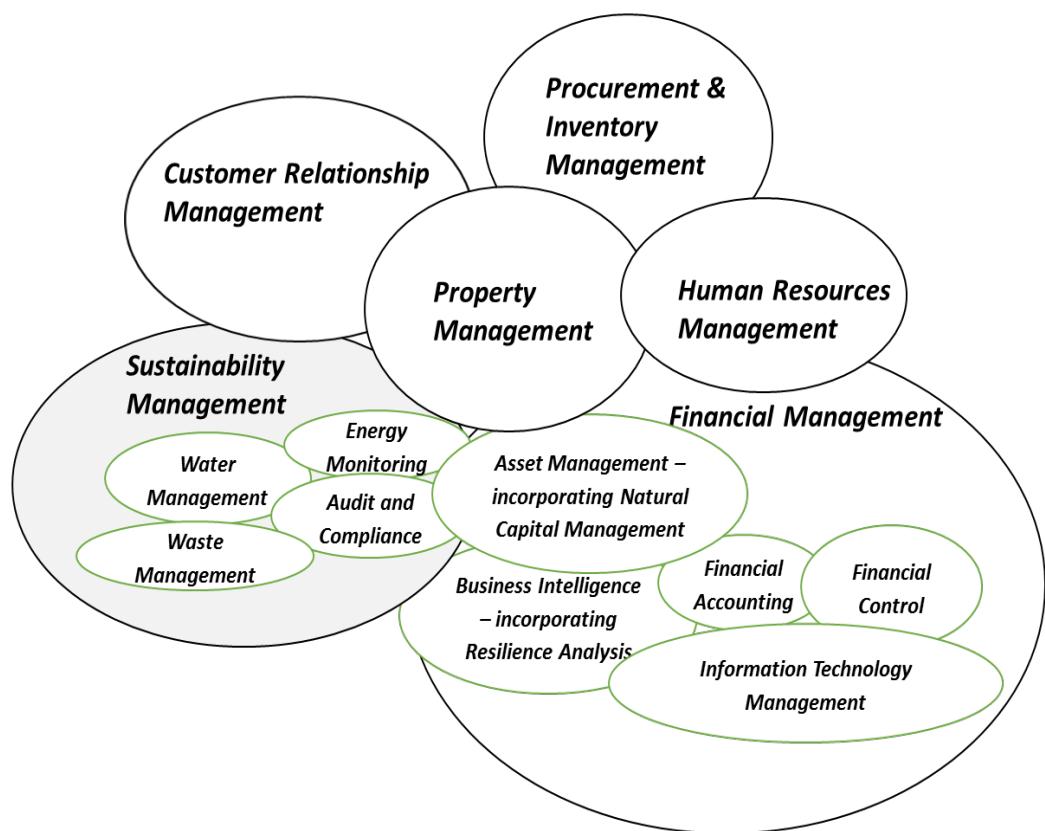 Procurement &
Inventory
Management
Customer Relationship
Management
Property
Management
Human Resources
Management
Sustainability
Management
Financial Management
Energy
Monitoring
Water
Management
Audit and
Compliance
Waste
Management
Asset Management –
incorporating Natural
Capital Management
Business Intelligence
– incorporating
Resilience Analysis
Financial
Accounting
Financial
Control
Information Technology
Management